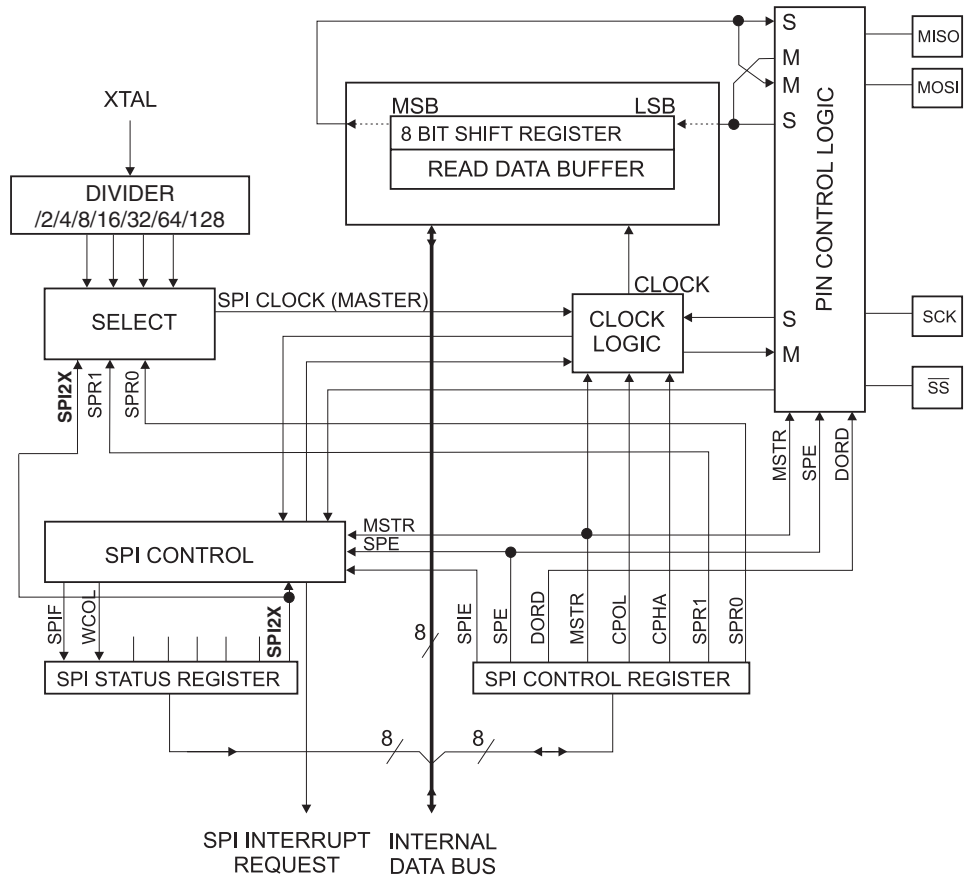 S
MISO
M
M
MOSI
XTAL
MSB
LSB
S
8 BIT SHIFT REGISTER
READ DATA BUFFER
DIVIDER
/2/4/8/16/32/64/128
PIN CONTROL LOGIC
SPI CLOCK (MASTER)
CLOCK
SELECT
CLOCK
LOGIC
S
SCK
M
SPI2X
SPR1
SPR0
SS
MSTR
SPE
DORD
MSTR
SPE
SPI CONTROL
SPIF
WCOL
SPI2X
8
SPIE
SPE
DORD
MSTR
CPOL
CPHA
SPR1
SPR0
SPI STATUS REGISTER
SPI CONTROL REGISTER
8
8
SPI INTERRUPT
REQUEST
INTERNAL
DATA BUS